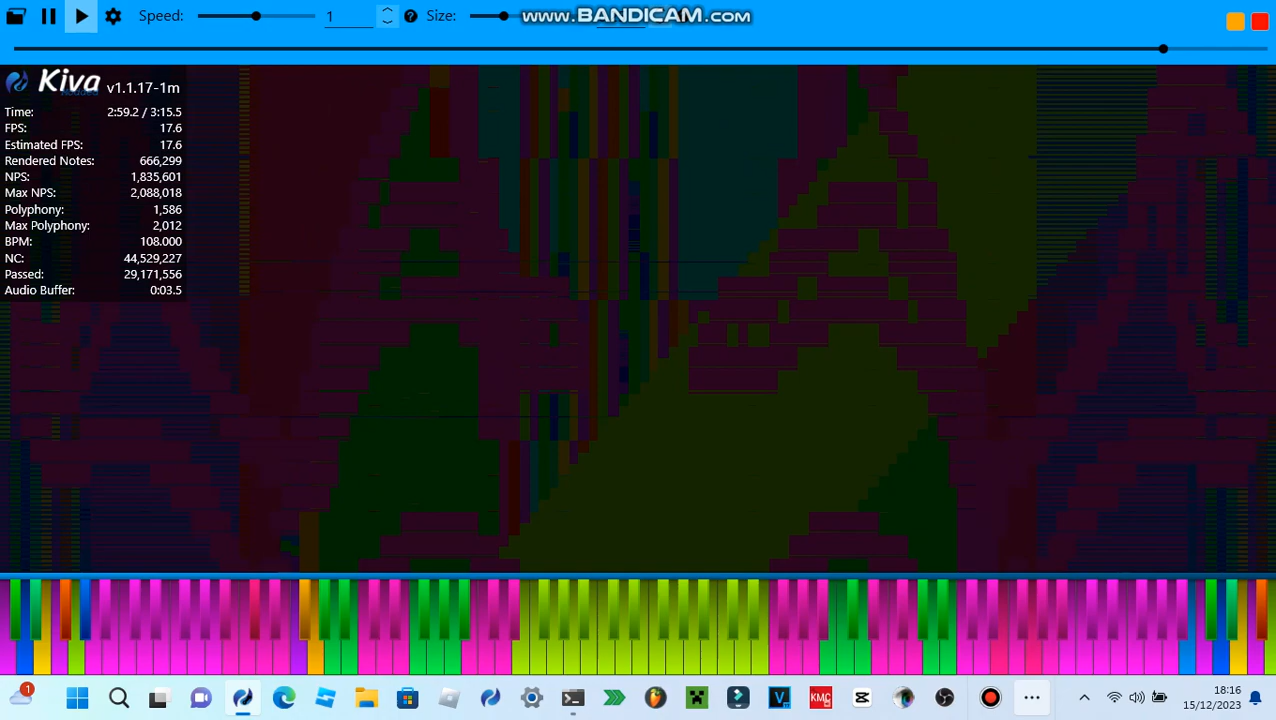 Speed: 1 Size: www.BANDICAM.com
Kiva v1.1.17-1m
Time: 2:59.2 / 3:15.5
FPS: 17.6
Estimated FPS: 17.6
Rendered Notes: 666,299
NPS: 1,835,601
Max NPS: 2,088,018
Polyphony: 1,586
Max Polyphony: 2,012
BPM: 108.000
NC: 44,529,227
Passed: 29,171,556
Audio Buffer: 0:03.5
1 KMC 18:16
15/12/2023